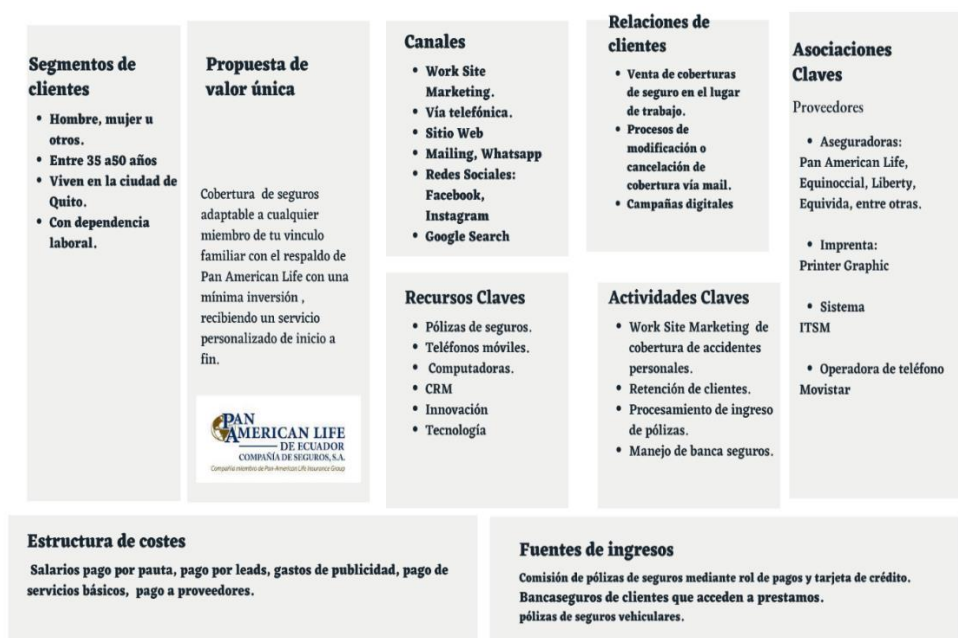 Segmentos de
clientes
• Hombre, mujer u
otros.
• Entre 35 a50 años
• Viven en la ciudad de
Quito.
• Con dependencia
laboral.
Propuesta de
valor única
Cobertura de seguros
adaptable a cualquier
miembro de tu vinculo
familiar con el respaldo de
Pan American Life con una
mínima inversión ,
recibiendo un servicio
personalizado de inicio a
fin.
PAN
AMERICAN LIFE
DE ECUADOR
COMPAÑÍA DE SEGUROS, S.A.
Compañía miembro de Pan-American Life Insurance Group
Canales
• Work Site
Marketing.
• Vía telefónica.
• Sitio Web
• Mailing, Whatsapp
• Redes Sociales:
Facebook,
Instagram
• Google Search
Recursos Claves
• Pólizas de seguros.
• Teléfonos móviles.
• Computadoras.
• CRM
• Innovación
• Tecnología
Relaciones de
clientes
• Venta de coberturas
de seguro en el lugar
de trabajo.
• Procesos de
modificación o
cancelación de
cobertura vía mail.
• Campañas digitales
Actividades Claves
• Work Site Marketing de
cobertura de accidentes
personales.
• Retención de clientes.
• Procesamiento de ingreso
de pólizas.
• Manejo de banca seguros.
Asociaciones
Claves
Proveedores
• Aseguradoras:
Pan American Life,
Equinoccial, Liberty,
Equivida, entre otras.
• Imprenta:
Printer Graphic
• Sistema
ITSM
• Operadora de teléfono
Movistar
Estructura de costes
Salarios pago por pauta, pago por leads, gastos de publicidad, pago de
servicios básicos, pago a proveedores.
Fuentes de ingresos
Comisión de pólizas de seguros mediante rol de pagos y tarjeta de crédito.
Bancaseguros de clientes que acceden a prestamos.
pólizas de seguros vehiculares.